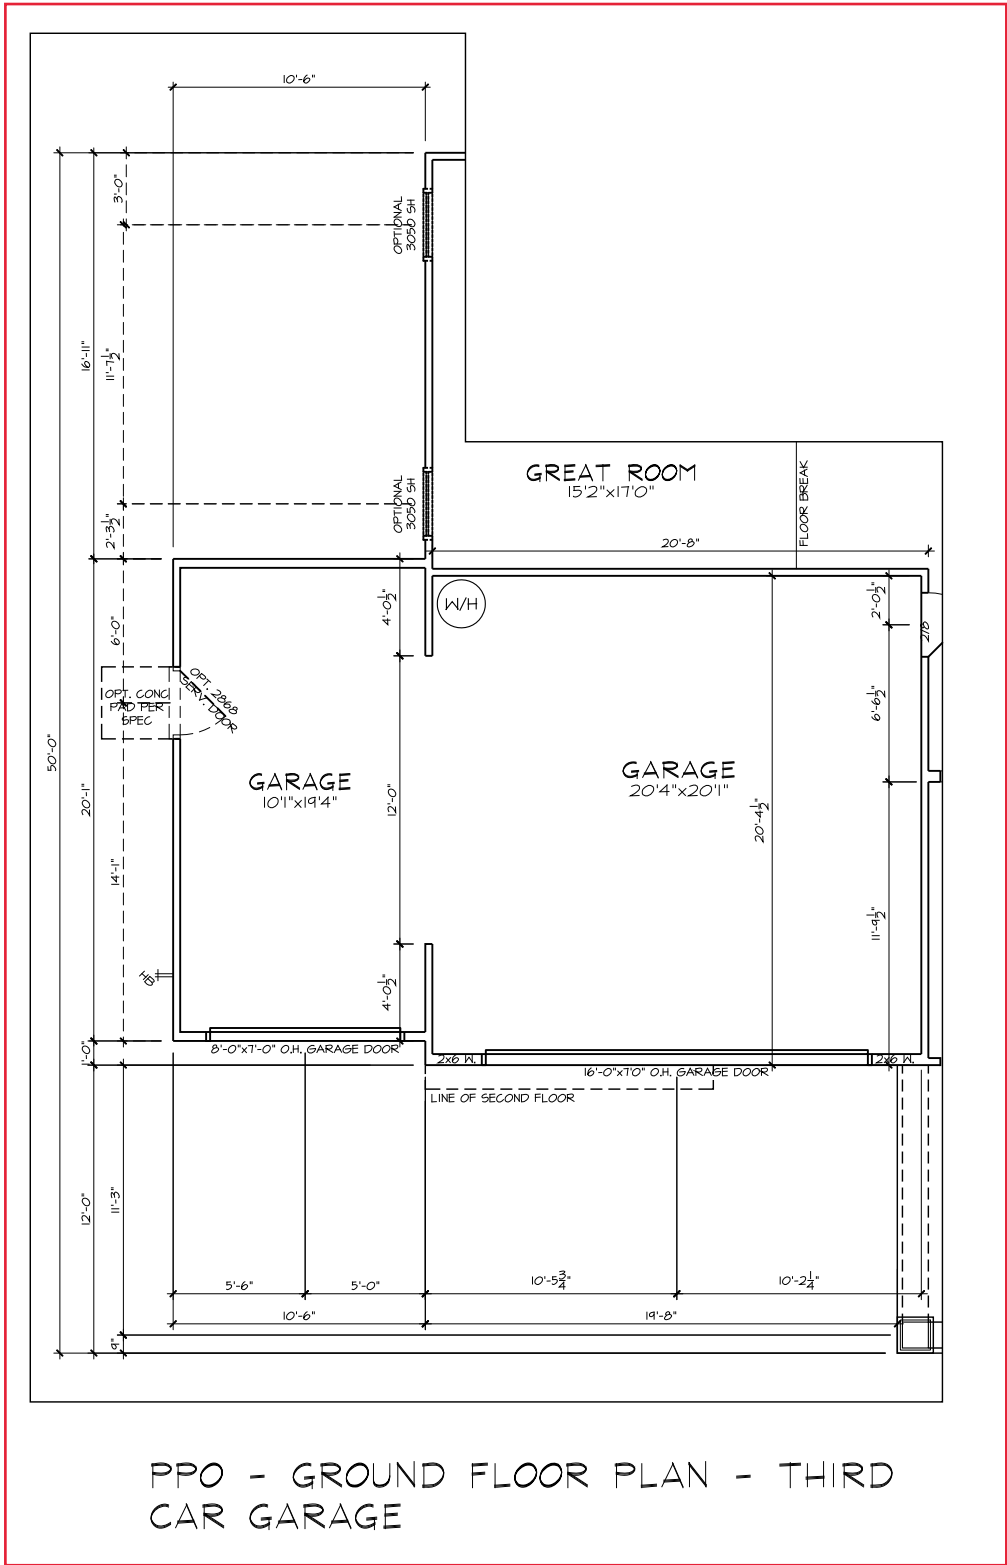 10'-6"
3'-0"
OPTIONAL
3050 SH
16'-11"
11'-7 1/2"
GREAT ROOM
15'2"x17'0"
FLOOR BREAK
OPTIONAL
3050 SH
2'-3 1/2"
20'-8"
W/H
4'-0 1/2"
2'-0 1/2"
6'-0"
2/8
OPT. 2868
SERV. DOOR
OPT. CONC
PAD PER
SPEC
6'-6 1/2"
50'-0"
GARAGE
10'1"x19'4"
GARAGE
20'4"x20'1"
20'-1"
12'-0"
20'-4 1/2"
14'-1"
11'-9 1/2"
HB
4'-0 1/2"
1'-0"
8'-0"x7'-0" O.H. GARAGE DOOR
2x6 W.
2x6 W.
16'-0"x7'0" O.H. GARAGE DOOR
LINE OF SECOND FLOOR
12'-0"
11'-3"
5'-6"
5'-0"
10'-5 3/4"
10'-2 1/4"
10'-6"
19'-8"
9"
PPO - GROUND FLOOR PLAN - THIRD
CAR GARAGE